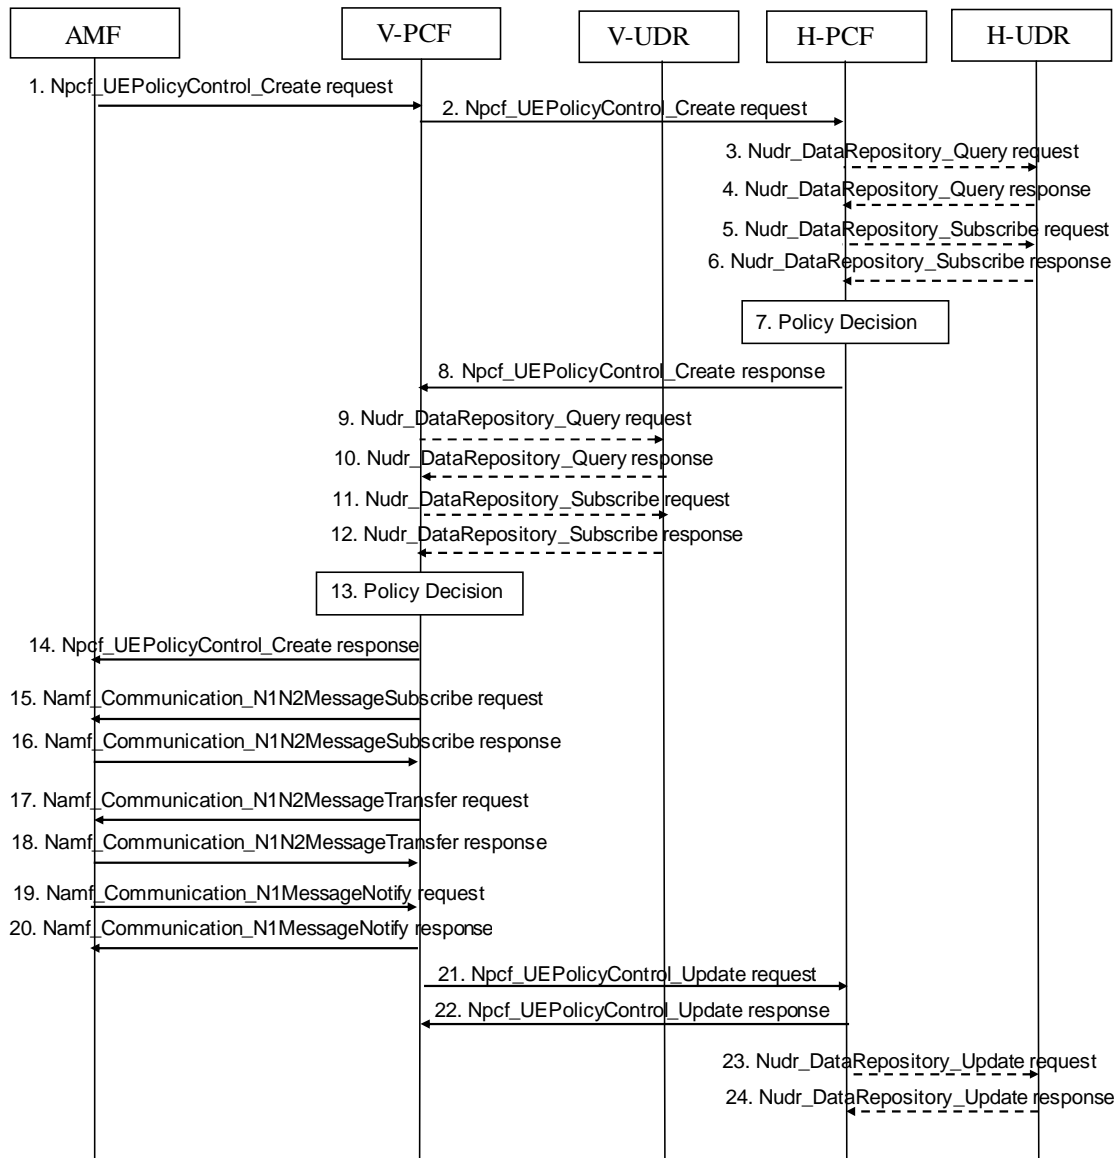 AMF
V-PCF
V-UDR
H-PCF
H-UDR
1. Npcf_UEPolicyControl_Create request
2. Npcf_UEPolicyControl_Create request
3. Nudr_DataRepository_Query request
4. Nudr_DataRepository_Query response
5. Nudr_DataRepository_Subscribe request
6. Nudr_DataRepository_Subscribe response
7. Policy Decision
8. Npcf_UEPolicyControl_Create response
9. Nudr_DataRepository_Query request
10. Nudr_DataRepository_Query response
11. Nudr_DataRepository_Subscribe request
12. Nudr_DataRepository_Subscribe response
13. Policy Decision
14. Npcf_UEPolicyControl_Create response
15. Namf_Communication_N1N2MessageSubscribe request
16. Namf_Communication_N1N2MessageSubscribe response
17. Namf_Communication_N1N2MessageTransfer request
18. Namf_Communication_N1N2MessageTransfer response
19. Namf_Communication_N1MessageNotify request
20. Namf_Communication_N1MessageNotify response
21. Npcf_UEPolicyControl_Update request
22. Npcf_UEPolicyControl_Update response
23. Nudr_DataRepository_Update request
24. Nudr_DataRepository_Update response